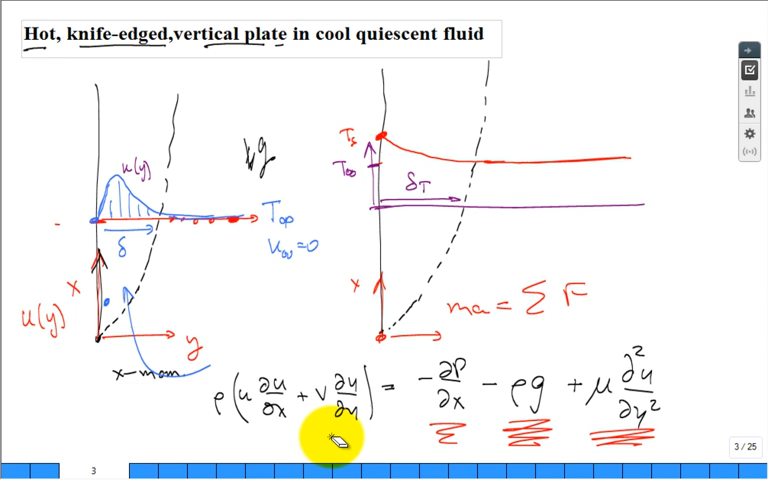 Hot, knife-edged,vertical plate in cool quiescent fluid
u(y)
↓g
T∞
u∞=0
δ
x
u(y)
y
Ts
T∞
δT
x
ma = Σ F
x-mom
ρ(u ∂u/∂x + v ∂u/∂y) = -∂P/∂x - ρg + μ ∂²u/∂y²
3 / 25
3